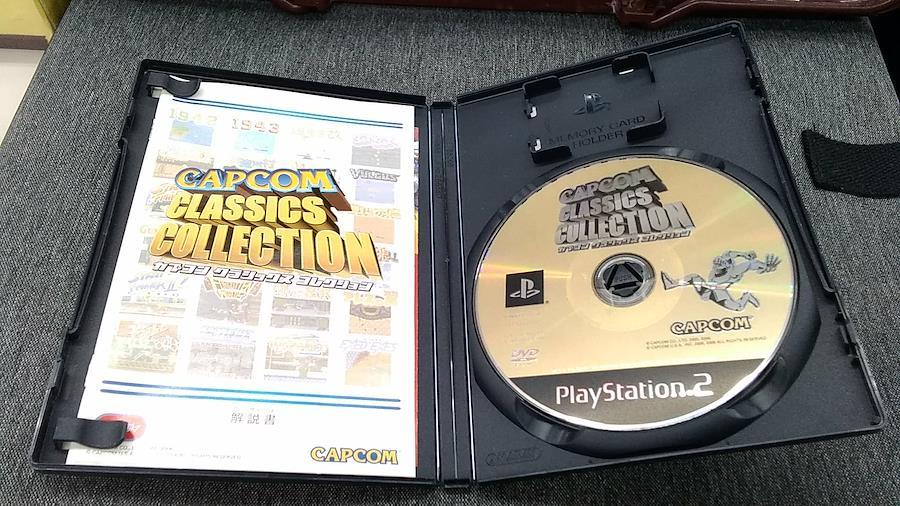 1942
1943
VULGUS
CAPCOM
CLASSICS
COLLECTION
カプコン クラシックス コレクション
解説書
CAPCOM
MEMORY CARD
HOLDER
CAPCOM
CLASSICS
COLLECTION
カプコン クラシックス コレクション
CAPCOM
DVD
PlayStation 2